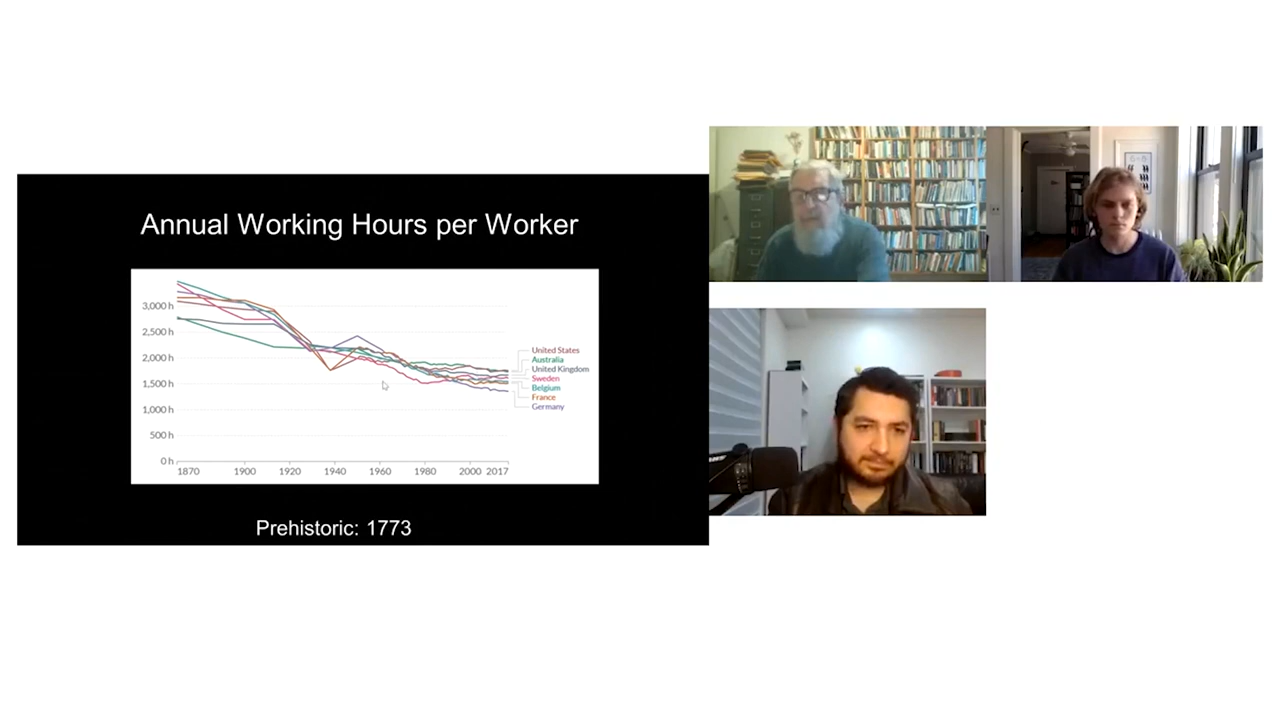 Annual Working Hours per Worker
3,000 h
2,500 h
2,000 h
1,500 h
1,000 h
500 h
0 h
1870 1900 1920 1940 1960 1980 2000 2017
United States
Australia
United Kingdom
Sweden
Belgium
France
Germany
Prehistoric: 1773